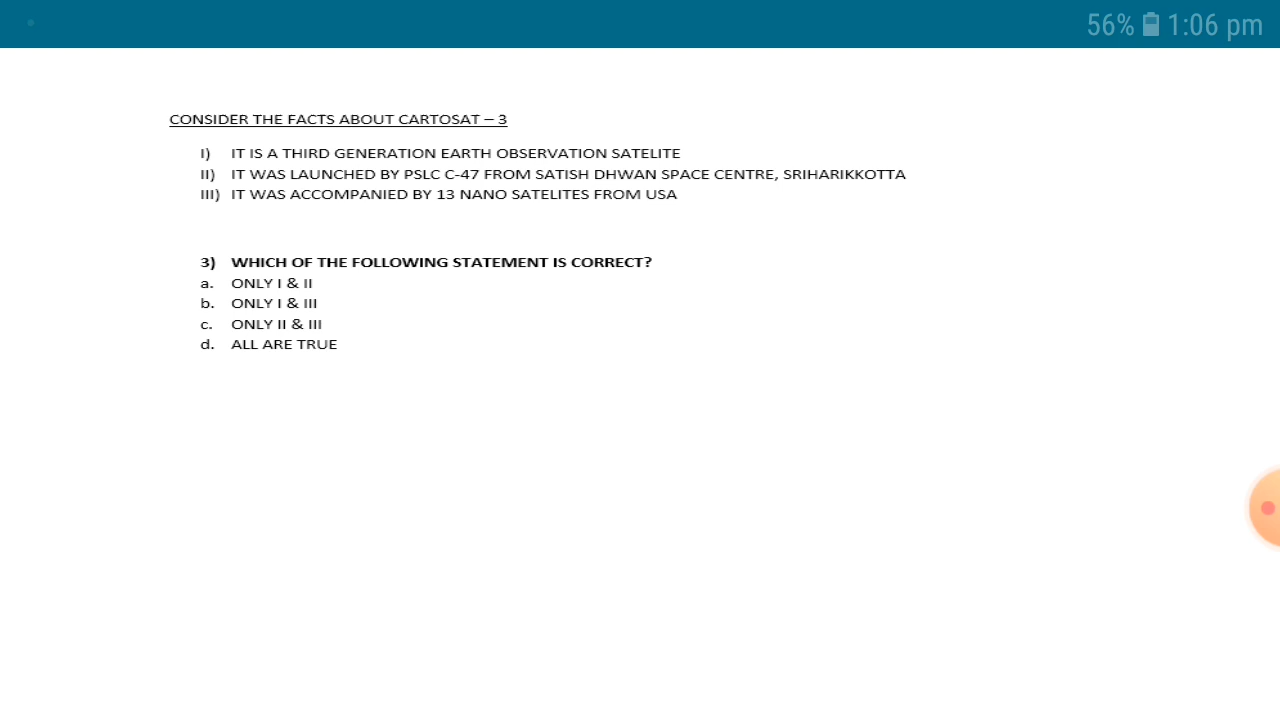 56% 1:06 pm
CONSIDER THE FACTS ABOUT CARTOSAT – 3
I) IT IS A THIRD GENERATION EARTH OBSERVATION SATELITE
II) IT WAS LAUNCHED BY PSLC C-47 FROM SATISH DHWAN SPACE CENTRE, SRIHARIKKOTTA
III) IT WAS ACCOMPANIED BY 13 NANO SATELITES FROM USA
3) WHICH OF THE FOLLOWING STATEMENT IS CORRECT?
a. ONLY I & II
b. ONLY I & III
c. ONLY II & III
d. ALL ARE TRUE